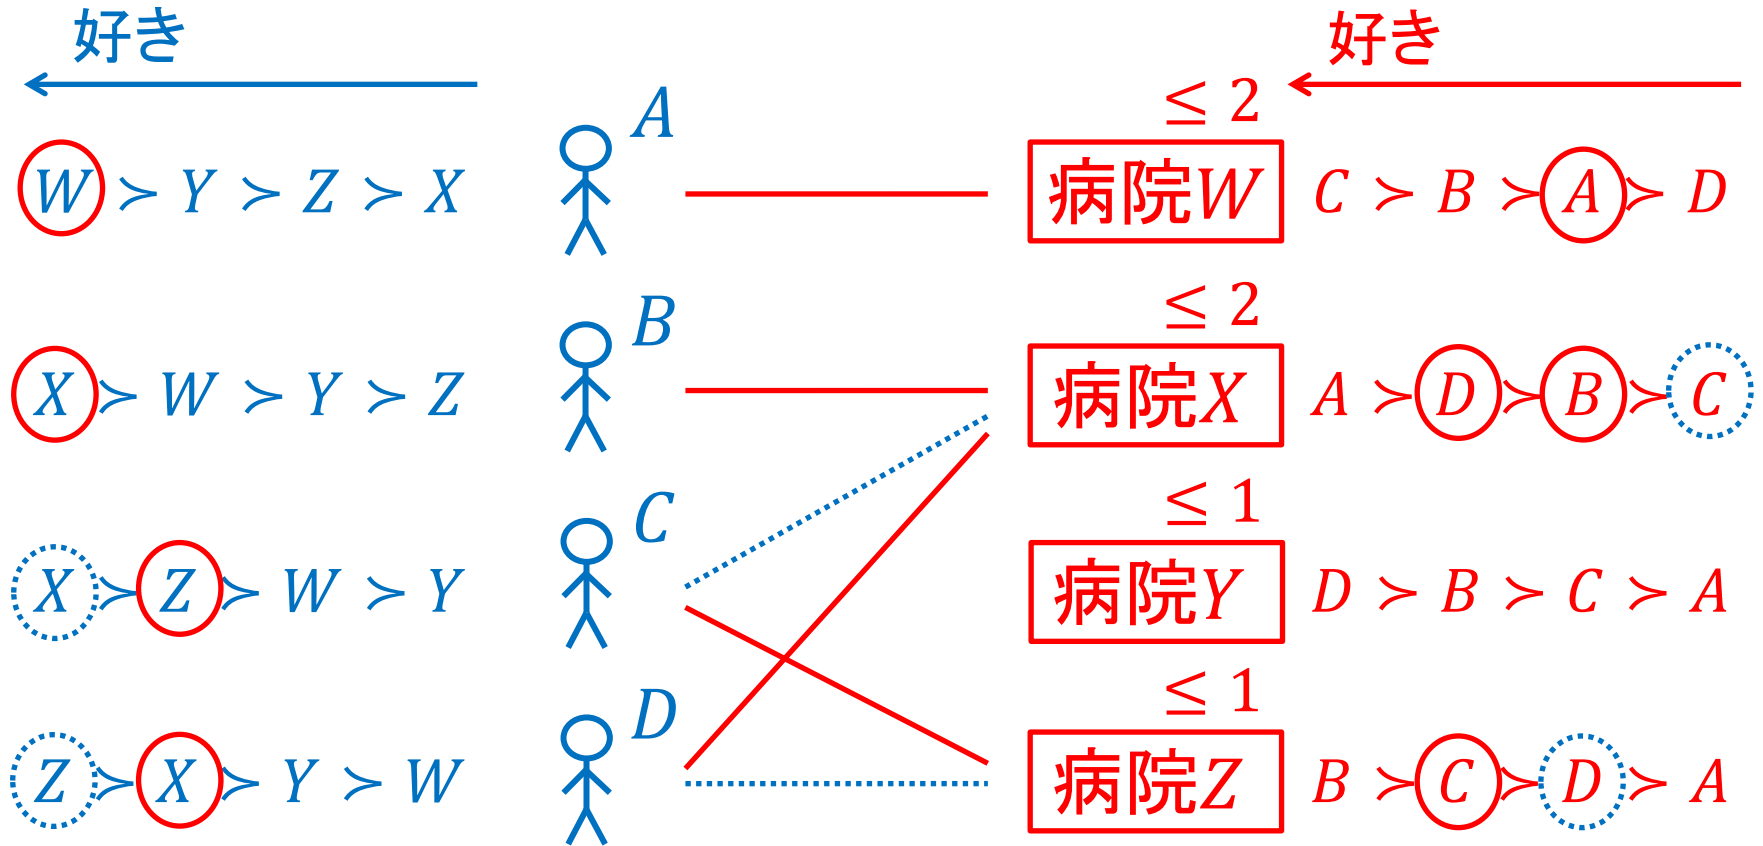 好き 好き
A ≤ 2
W ≻ Y ≻ Z ≻ X 病院W C ≻ B ≻ A ≻ D
B ≤ 2
X ≻ W ≻ Y ≻ Z 病院X A ≻ D ≻ B ≻ C
C ≤ 1
X ≻ Z ≻ W ≻ Y 病院Y D ≻ B ≻ C ≻ A
D ≤ 1
Z ≻ X ≻ Y ≻ W 病院Z B ≻ C ≻ D ≻ A